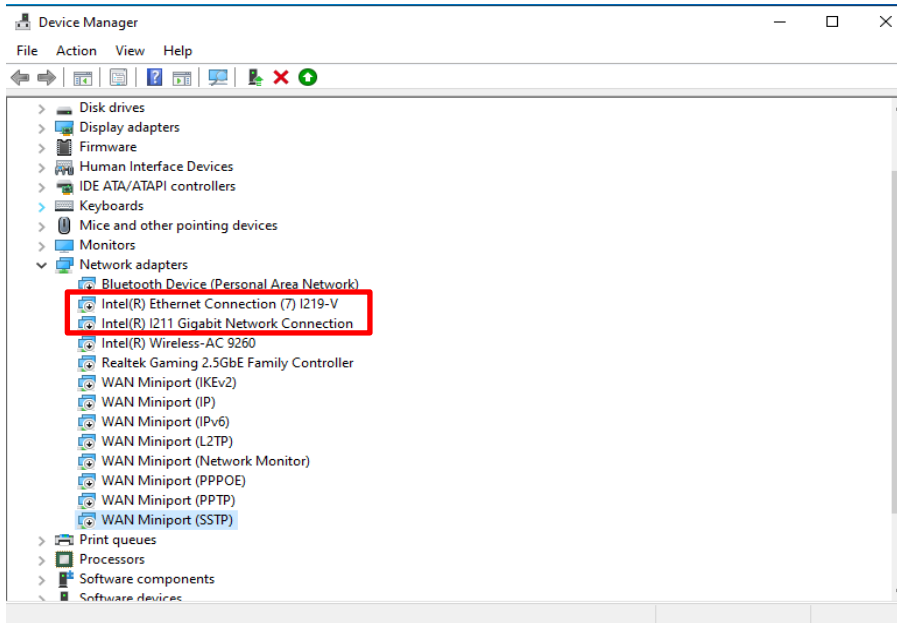 Device Manager
File Action View Help
Disk drives
Display adapters
Firmware
Human Interface Devices
IDE ATA/ATAPI controllers
Keyboards
Mice and other pointing devices
Monitors
Network adapters
Bluetooth Device (Personal Area Network)
Intel(R) Ethernet Connection (7) I219-V
Intel(R) I211 Gigabit Network Connection
Intel(R) Wireless-AC 9260
Realtek Gaming 2.5GbE Family Controller
WAN Miniport (IKEv2)
WAN Miniport (IP)
WAN Miniport (IPv6)
WAN Miniport (L2TP)
WAN Miniport (Network Monitor)
WAN Miniport (PPPOE)
WAN Miniport (PPTP)
WAN Miniport (SSTP)
Print queues
Processors
Software components
Software devices